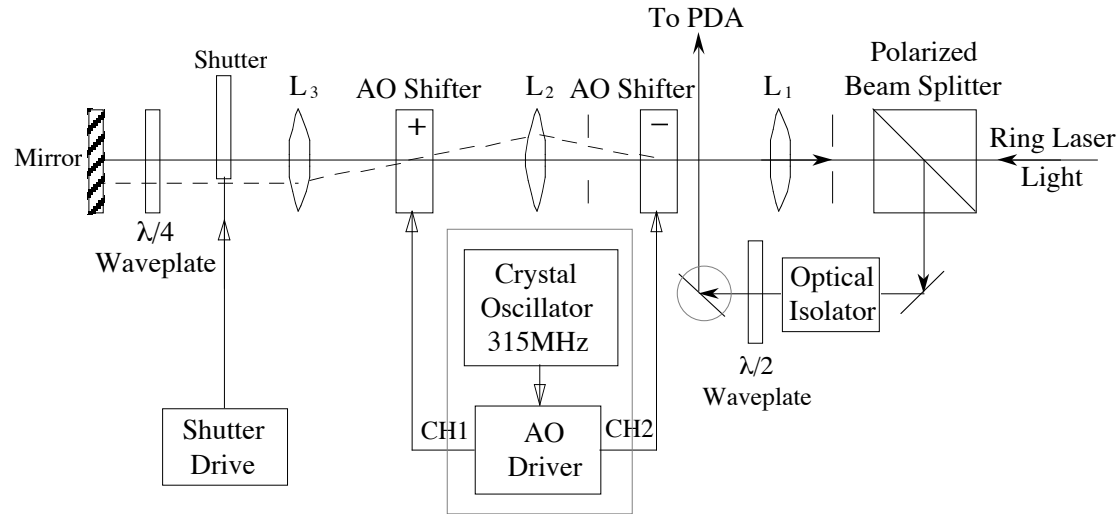 To PDA
Polarized
Beam Splitter
Shutter
L3
AO Shifter
L2
AO Shifter
L1
+
−
Ring Laser
Light
Mirror
λ/4
Waveplate
Crystal
Oscillator
315MHz
Optical
Isolator
λ/2
Waveplate
Shutter
Drive
CH1
AO
Driver
CH2